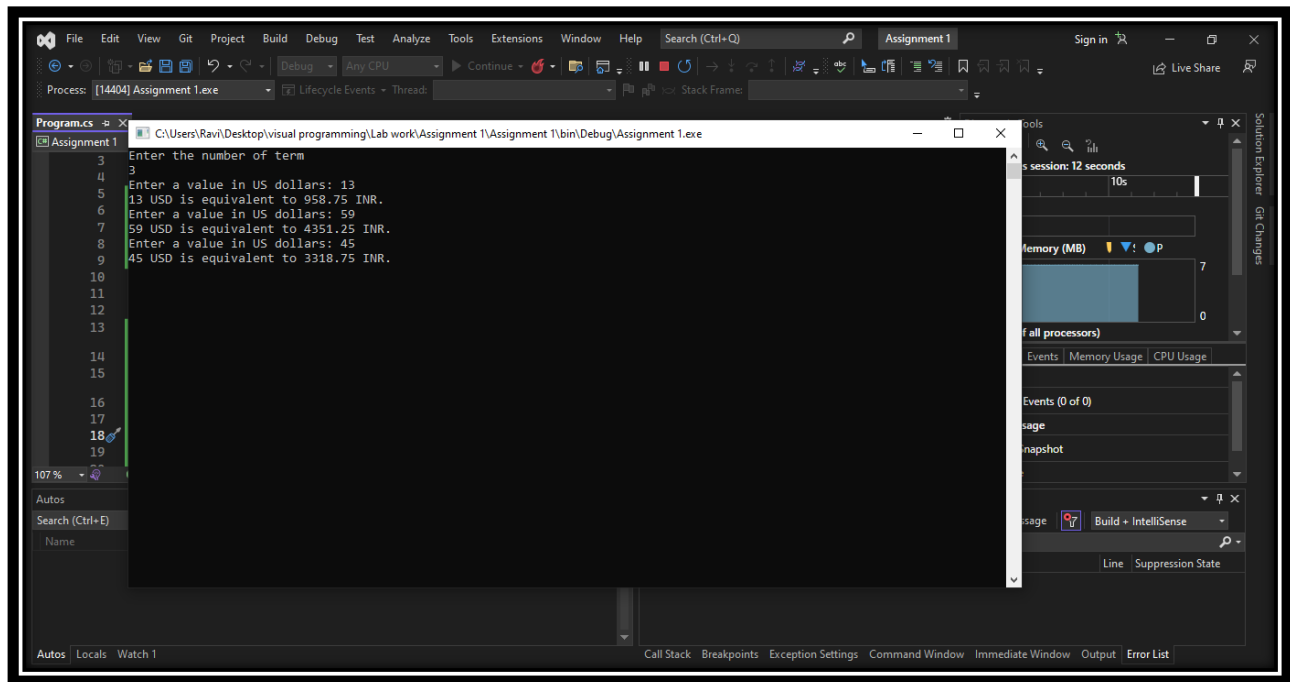 File Edit View Git Project Build Debug Test Analyze Tools Extensions Window Help Search (Ctrl+Q) Assignment 1 Sign in
Debug Any CPU Continue Live Share
Process: [14404] Assignment 1.exe Lifecycle Events Thread: Stack Frame:
Program.cs
Assignment 1
C:\Users\Ravi\Desktop\visual programming\Lab work\Assignment 1\Assignment 1\bin\Debug\Assignment 1.exe
Enter the number of term
3
Enter a value in US dollars: 13
13 USD is equivalent to 958.75 INR.
Enter a value in US dollars: 59
59 USD is equivalent to 4351.25 INR.
Enter a value in US dollars: 45
45 USD is equivalent to 3318.75 INR.
3
4
5
6
7
8
9
10
11
12
13
14
15
16
17
18
19
107 %
ools
s session: 12 seconds
10s
Memory (MB) P
7
0
f all processors)
Events Memory Usage CPU Usage
Events (0 of 0)
sage
napshot
Solution Explorer
Git Changes
Autos
Search (Ctrl+E)
Name
ssage Build + IntelliSense
Line Suppression State
Autos Locals Watch 1
Call Stack Breakpoints Exception Settings Command Window Immediate Window Output Error List